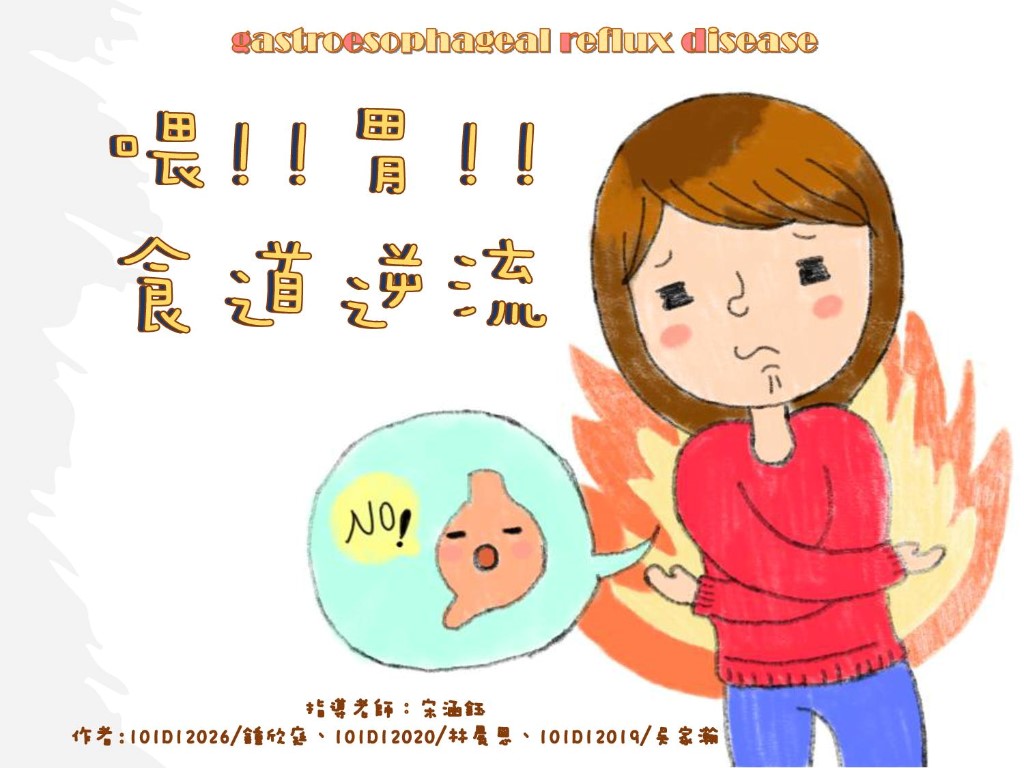 gastroesophageal reflux disease
喂!!胃!!
食道逆流
NO!
指導老師：宋涵鈺
作者:101D12026/鍾欣庭、101D12020/林晨恩、101D12019/吳家瀚